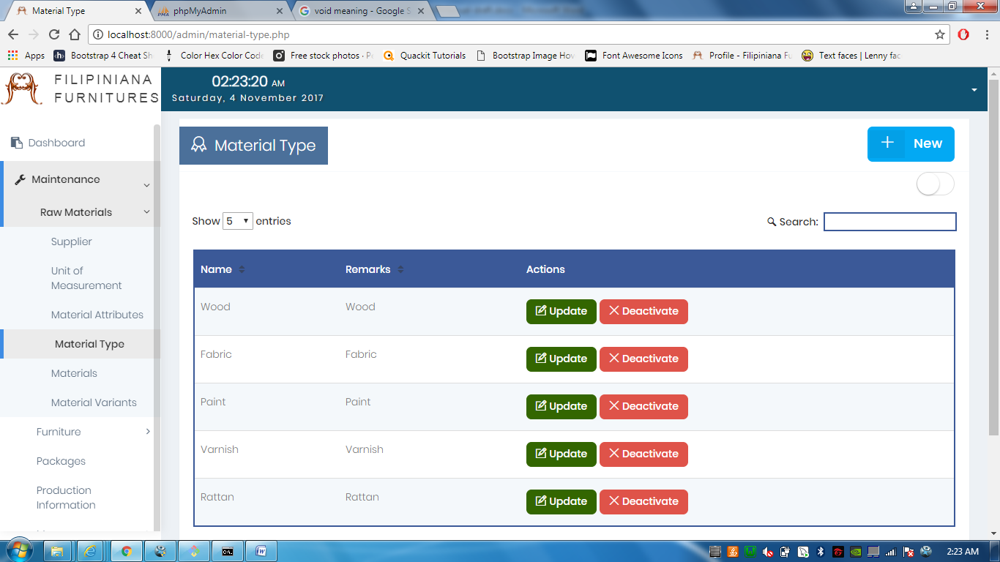 Material Type
phpMyAdmin
void meaning - Google S
localhost:8000/admin/material-type.php
Apps
Bootstrap 4 Cheat Sh
Color Hex Color Code
Free stock photos · Pe
Quackit Tutorials
Bootstrap Image Hov
Font Awesome Icons
Profile - Filipiniana Fu
Text faces | Lenny fac
FILIPINIANA
FURNITURES
02:23:20 AM
Saturday, 4 November 2017
Dashboard
Maintenance
Raw Materials
Supplier
Unit of
Measurement
Material Attributes
Material Type
Materials
Material Variants
Furniture
Packages
Production
Information
Material Type
+ New
Show 5 entries
Search:
Name Remarks Actions
Wood Wood Update Deactivate
Fabric Fabric Update Deactivate
Paint Paint Update Deactivate
Varnish Varnish Update Deactivate
Rattan Rattan Update Deactivate
2:23 AM